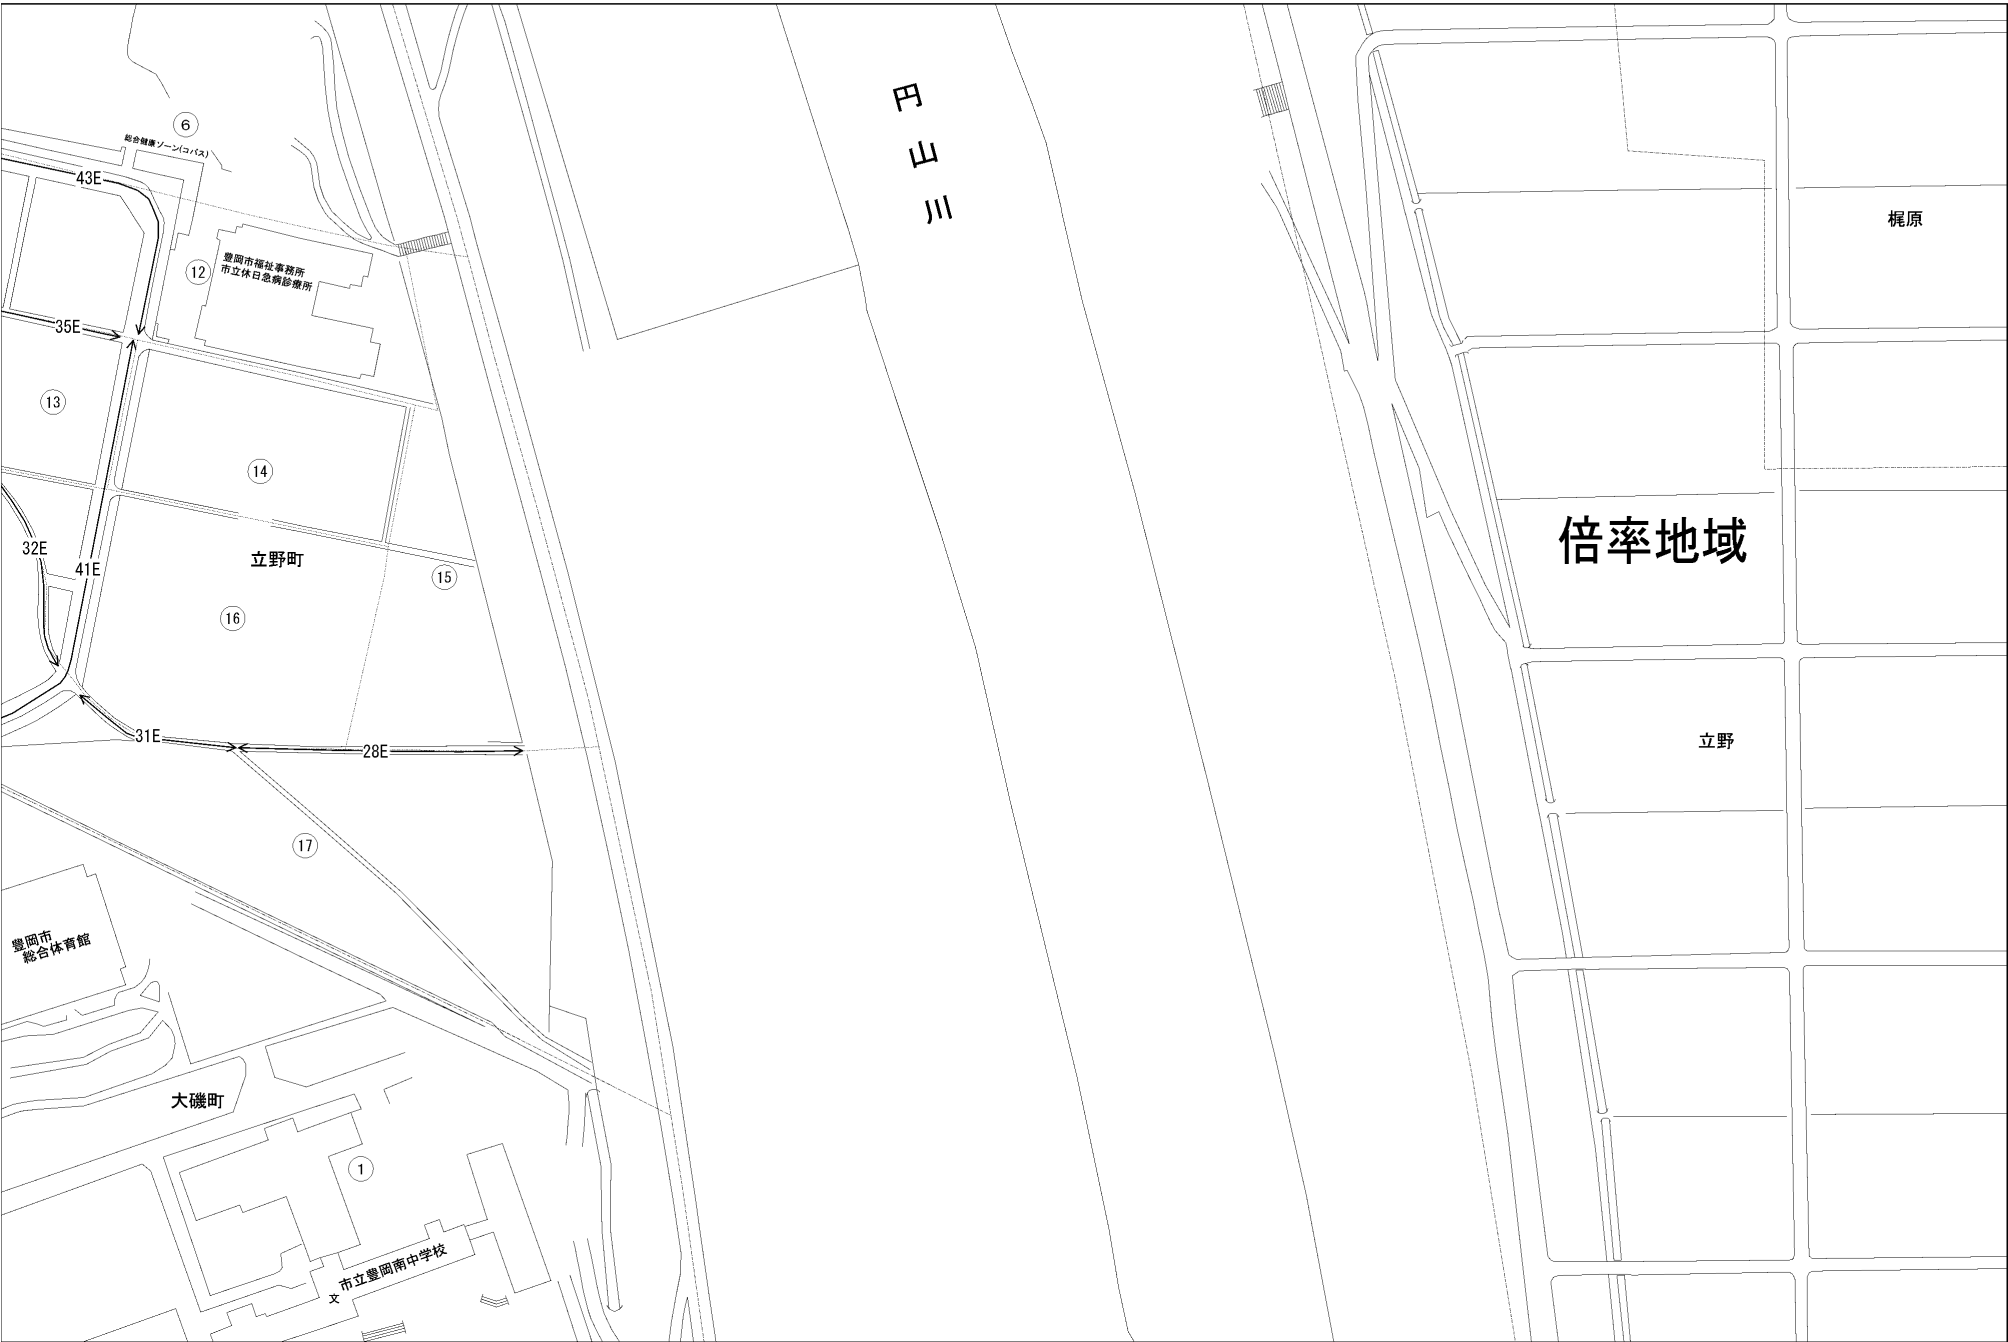 円山川
⑥
総合健康ゾーン(コバス)
43E
梶原
豊岡市福祉事務所
市立休日急病診療所
⑫
35E
⑬
⑭
倍率地域
32E
立野町
41E
⑮
⑯
31E
28E
立野
⑰
豊岡市
総合体育館
大磯町
①
市立豊岡南中学校
文